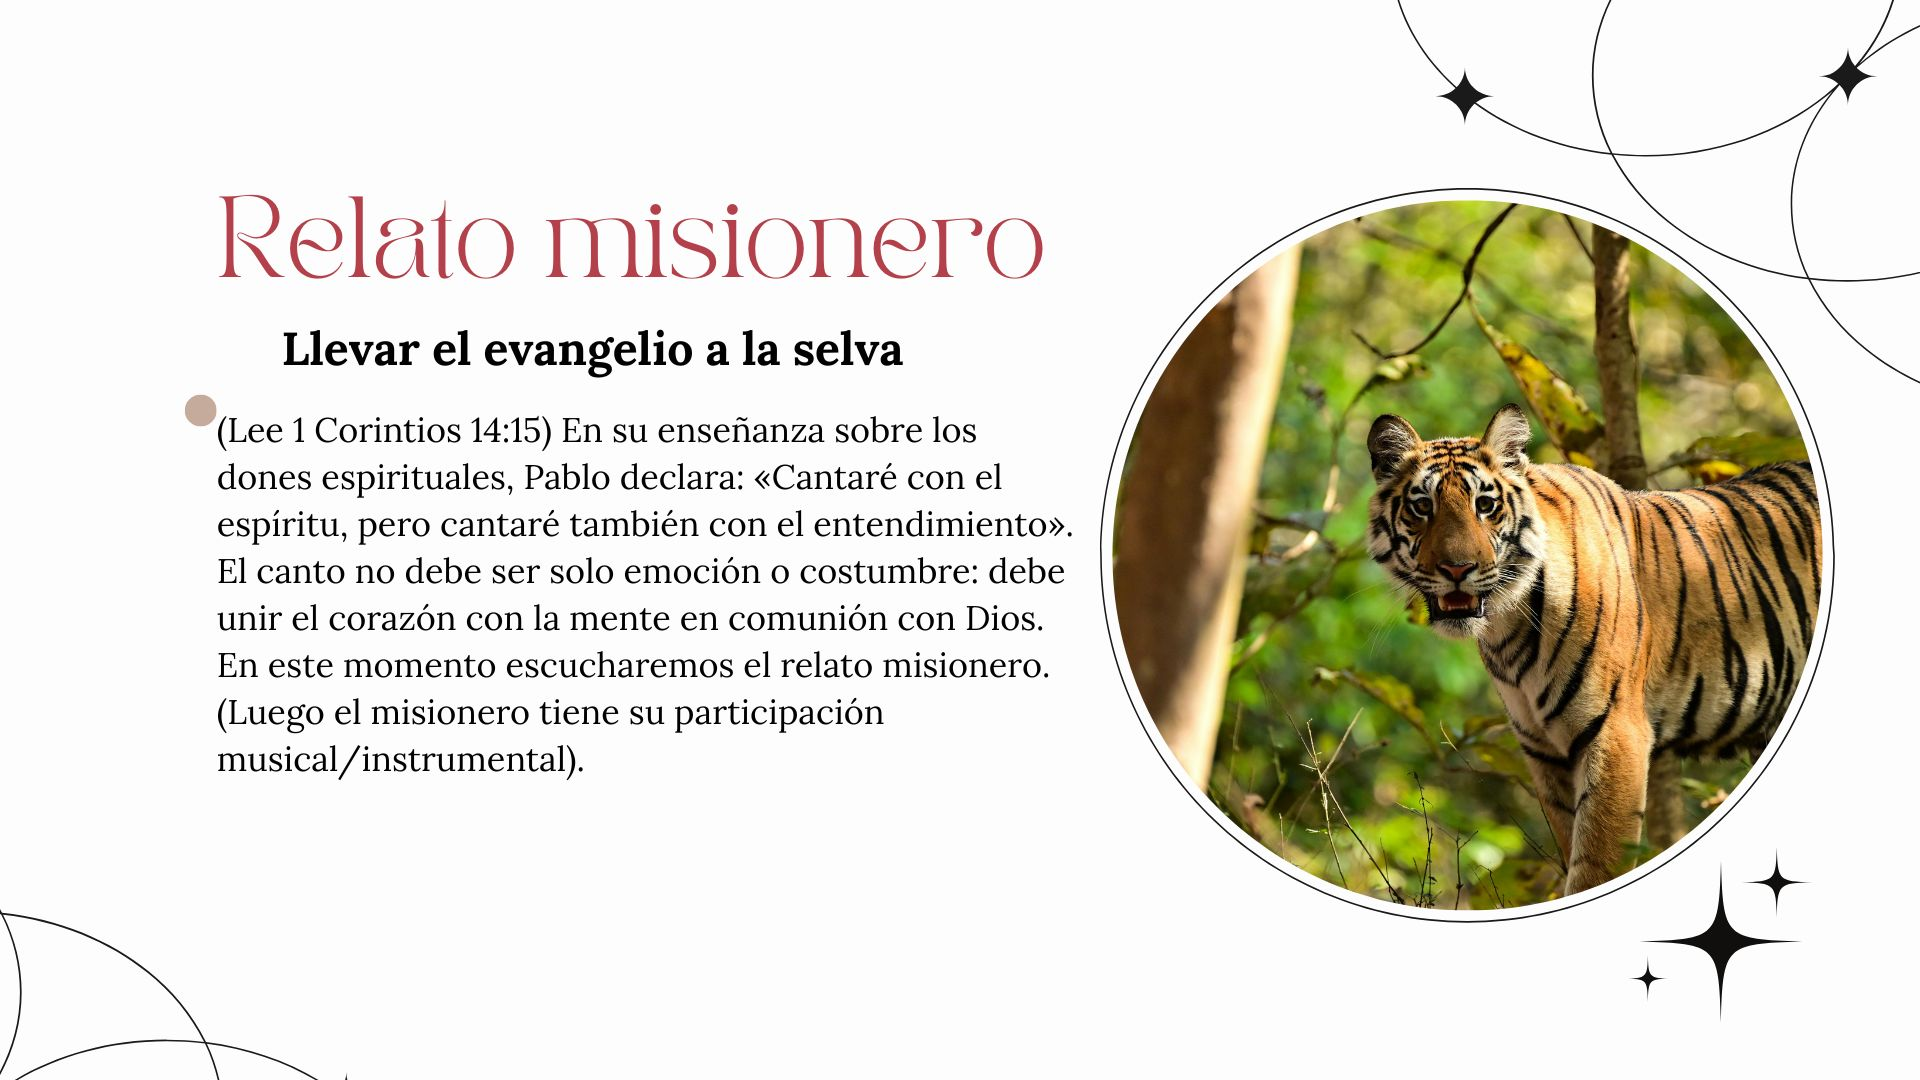 Relato misionero
Llevar el evangelio a la selva
(Lee 1 Corintios 14:15) En su enseñanza sobre los
dones espirituales, Pablo declara: «Cantaré con el
espíritu, pero cantaré también con el entendimiento».
El canto no debe ser solo emoción o costumbre: debe
unir el corazón con la mente en comunión con Dios.
En este momento escucharemos el relato misionero.
(Luego el misionero tiene su participación
musical/instrumental).